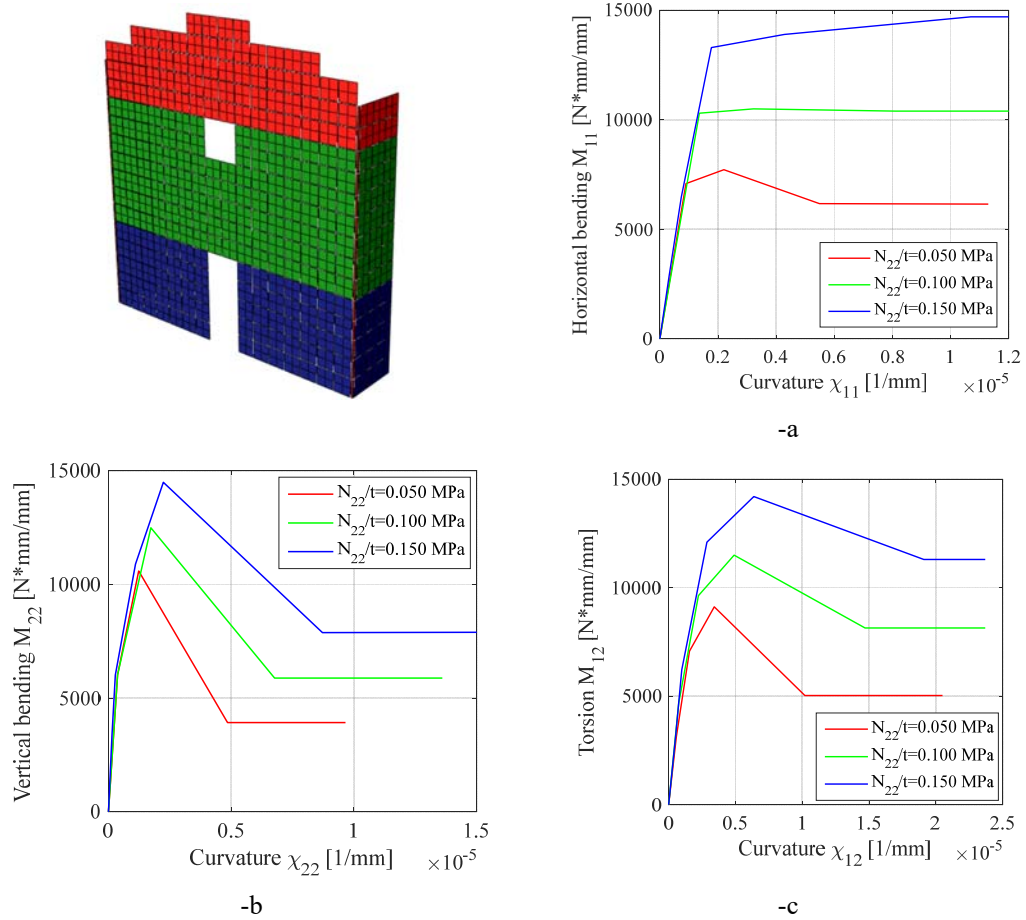 15000
10000
5000
0
Horizontal bending M₁₁ [N*mm/mm]
N₂₂/t=0.050 MPa
N₂₂/t=0.100 MPa
N₂₂/t=0.150 MPa
0 0.2 0.4 0.6 0.8 1 1.2
Curvature χ₁₁ [1/mm] ×10⁻⁵
-a
15000
10000
5000
0
Vertical bending M₂₂ [N*mm/mm]
N₂₂/t=0.050 MPa
N₂₂/t=0.100 MPa
N₂₂/t=0.150 MPa
0 0.5 1 1.5
Curvature χ₂₂ [1/mm] ×10⁻⁵
-b
15000
10000
5000
0
Torsion M₁₂ [N*mm/mm]
N₂₂/t=0.050 MPa
N₂₂/t=0.100 MPa
N₂₂/t=0.150 MPa
0 0.5 1 1.5 2 2.5
Curvature χ₁₂ [1/mm] ×10⁻⁵
-c